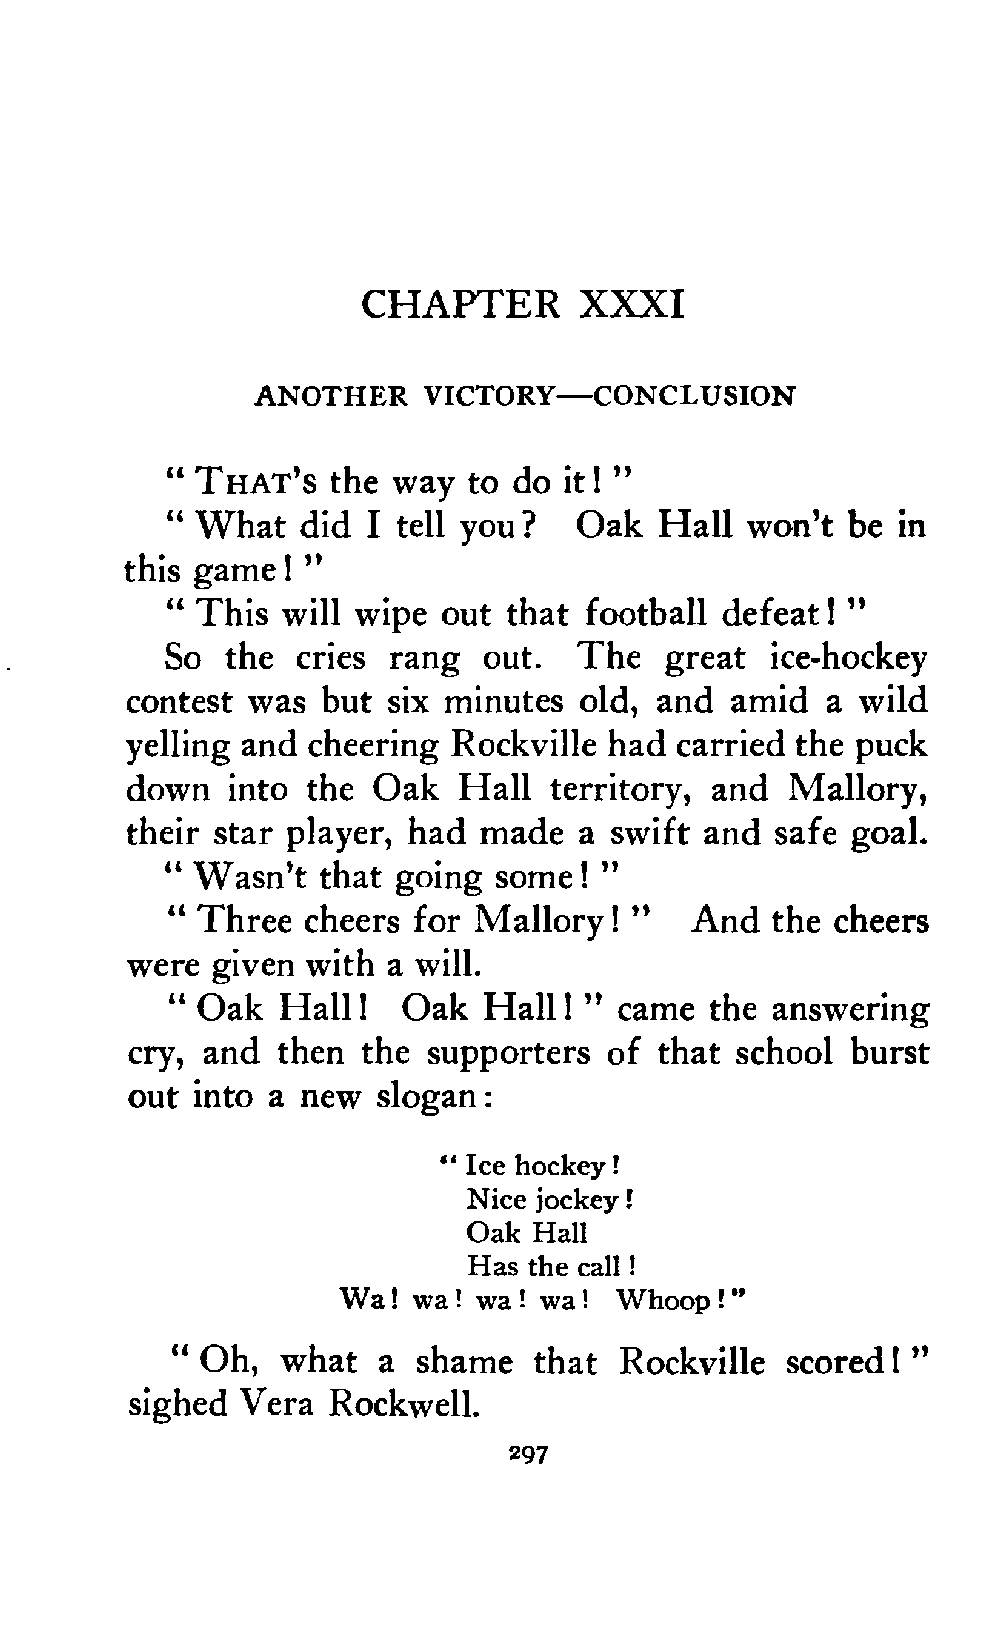 CHAPTER XXXI
ANOTHER VICTORY—CONCLUSION
" THAT's the way to do it! "
" What did I tell you? Oak Hall won't be in
this game! "
" This will wipe out that football defeat! "
So the cries rang out. The great ice-hockey
contest was but six minutes old, and amid a wild
yelling and cheering Rockville had carried the puck
down into the Oak Hall territory, and Mallory,
their star player, had made a swift and safe goal.
" Wasn't that going some! "
" Three cheers for Mallory! " And the cheers
were given with a will.
" Oak Hall! Oak Hall! " came the answering
cry, and then the supporters of that school burst
out into a new slogan:
" Ice hockey!
Nice jockey!
Oak Hall
Has the call!
Wa! wa! wa! wa! Whoop!"
" Oh, what a shame that Rockville scored! "
sighed Vera Rockwell.
297